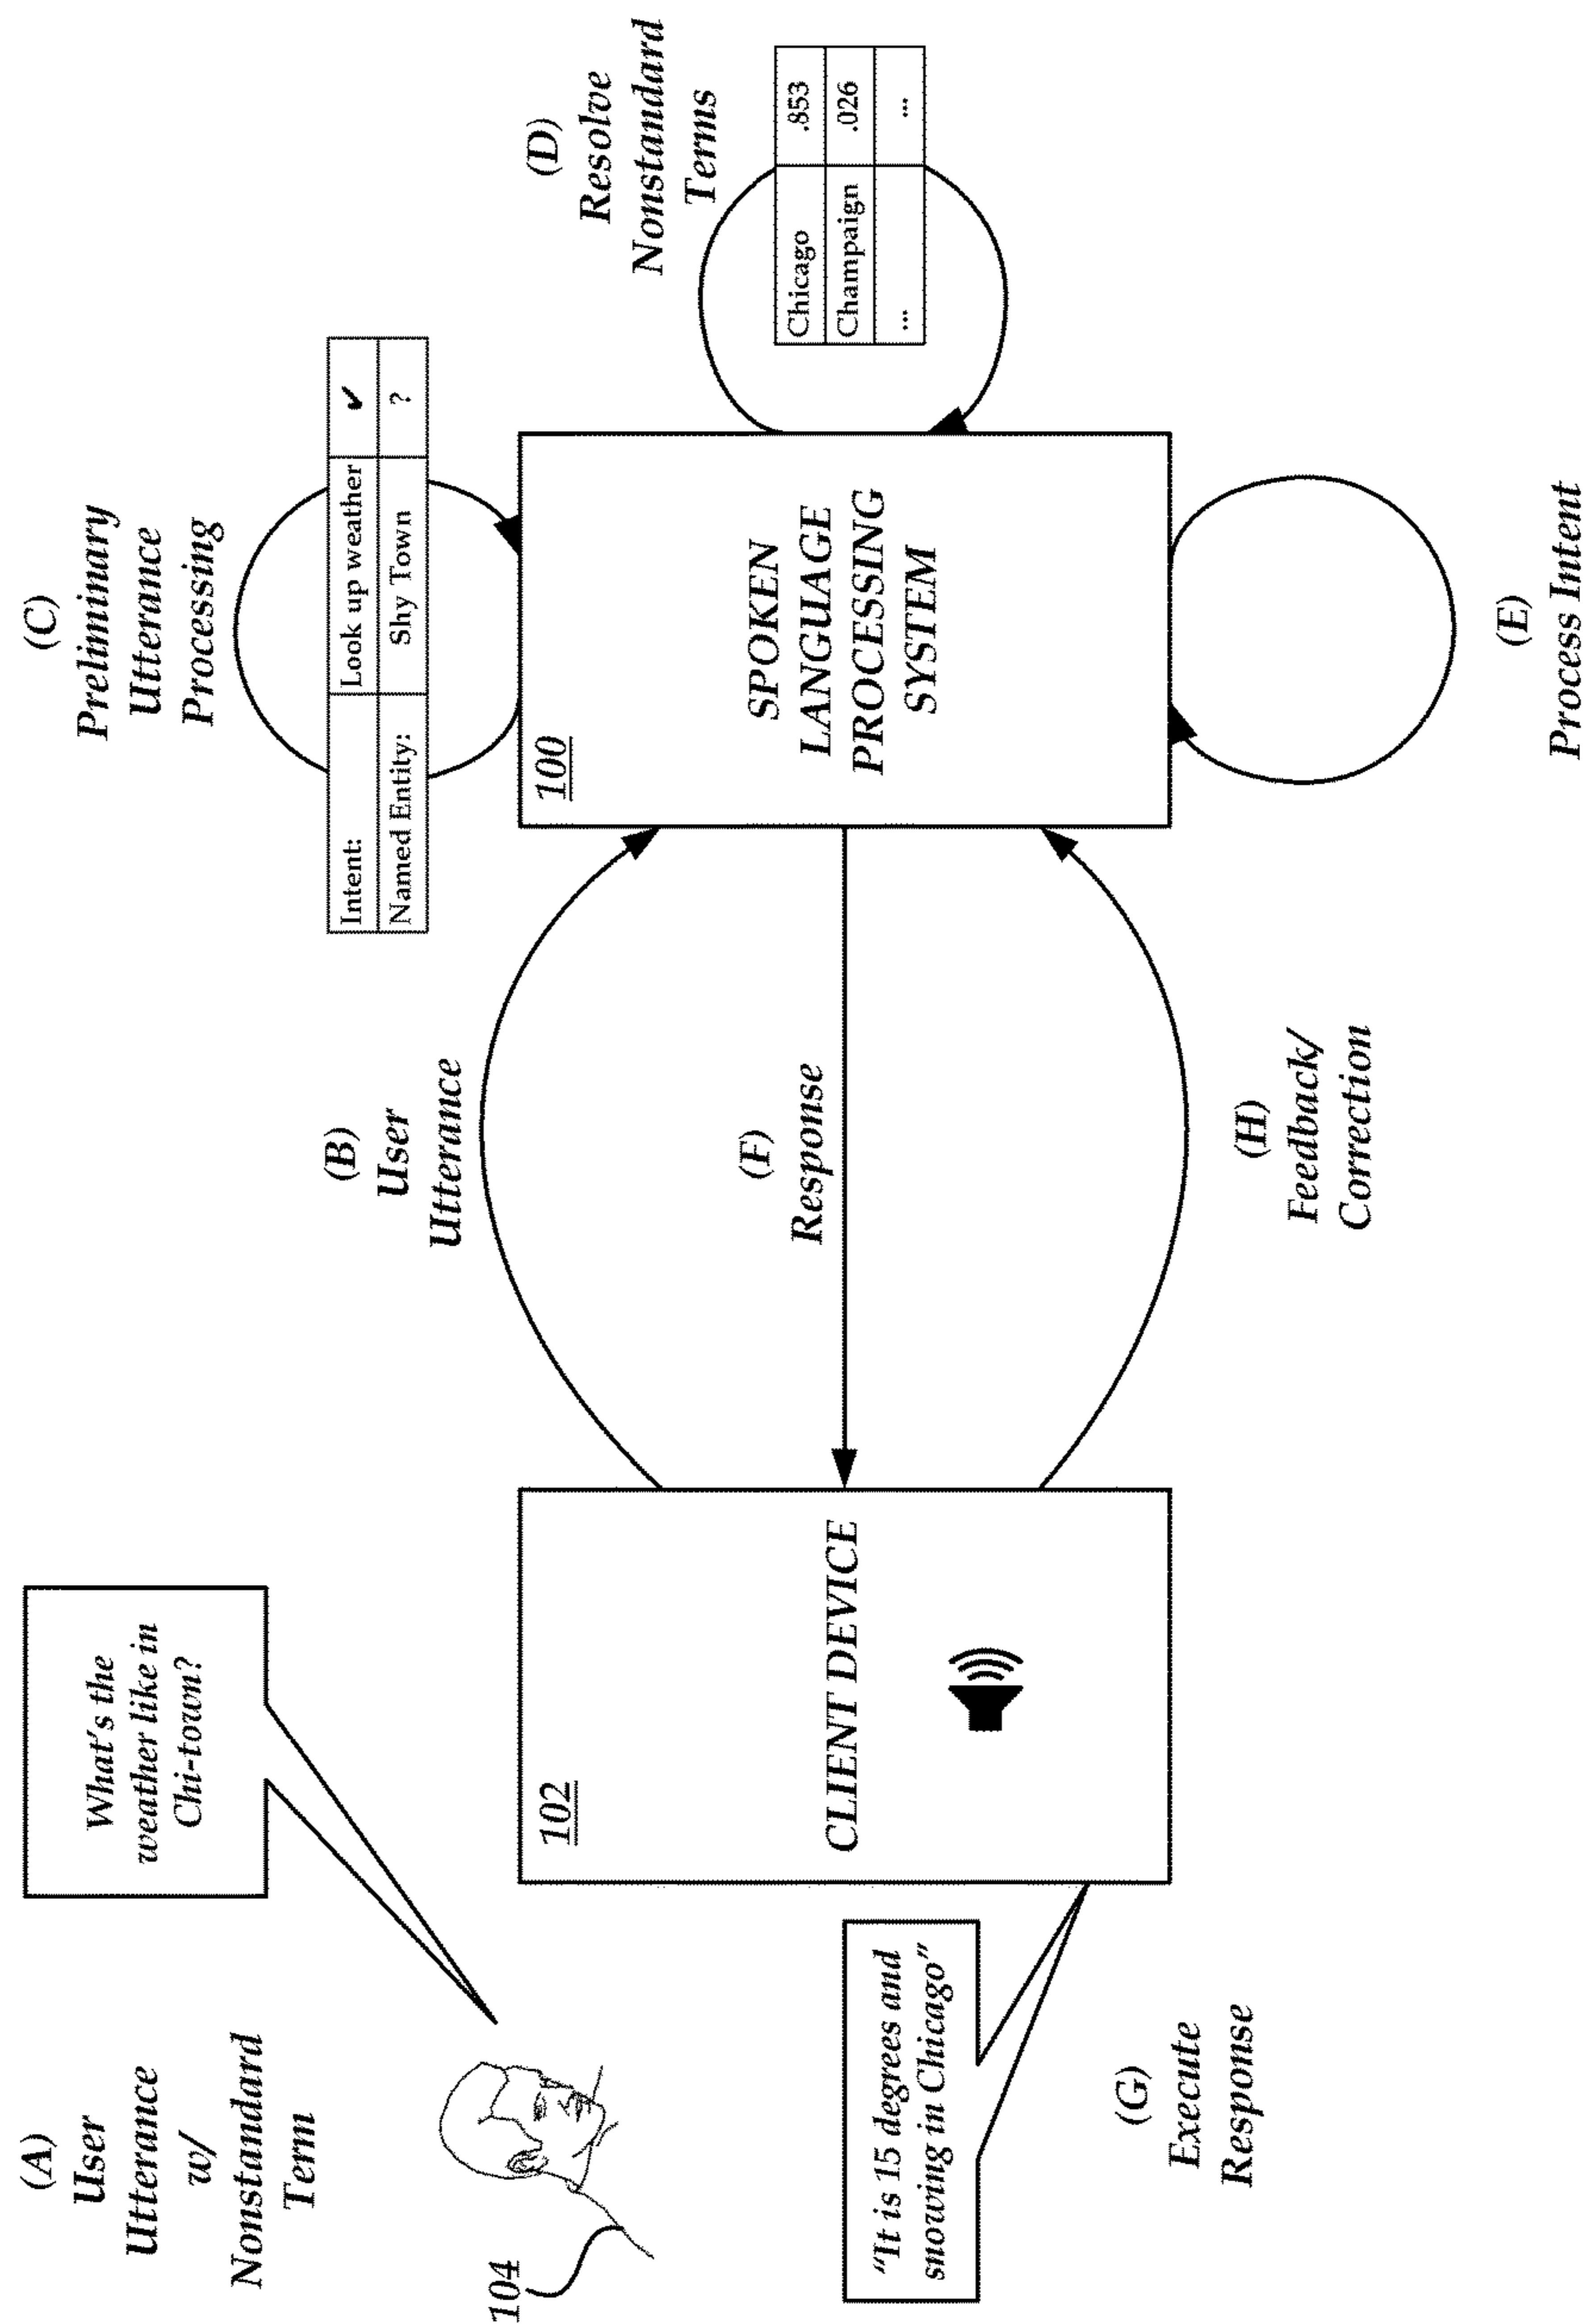 (A)
User
Utterance
w/
Nonstandard
Term
104
What's the
weather like in
Chi-town?
(B)
User
Utterance
(C)
Preliminary
Utterance
Processing
Intent: Look up weather ✓
Named Entity: Shy Town ?
(D)
Resolve
Nonstandard
Terms
Chicago .853
Champaign .026
... ...
102
CLIENT DEVICE
100
SPOKEN
LANGUAGE
PROCESSING
SYSTEM
(F)
Response
"It is 15 degrees and
snowing in Chicago"
(G)
Execute
Response
(H)
Feedback/
Correction
(E)
Process Intent